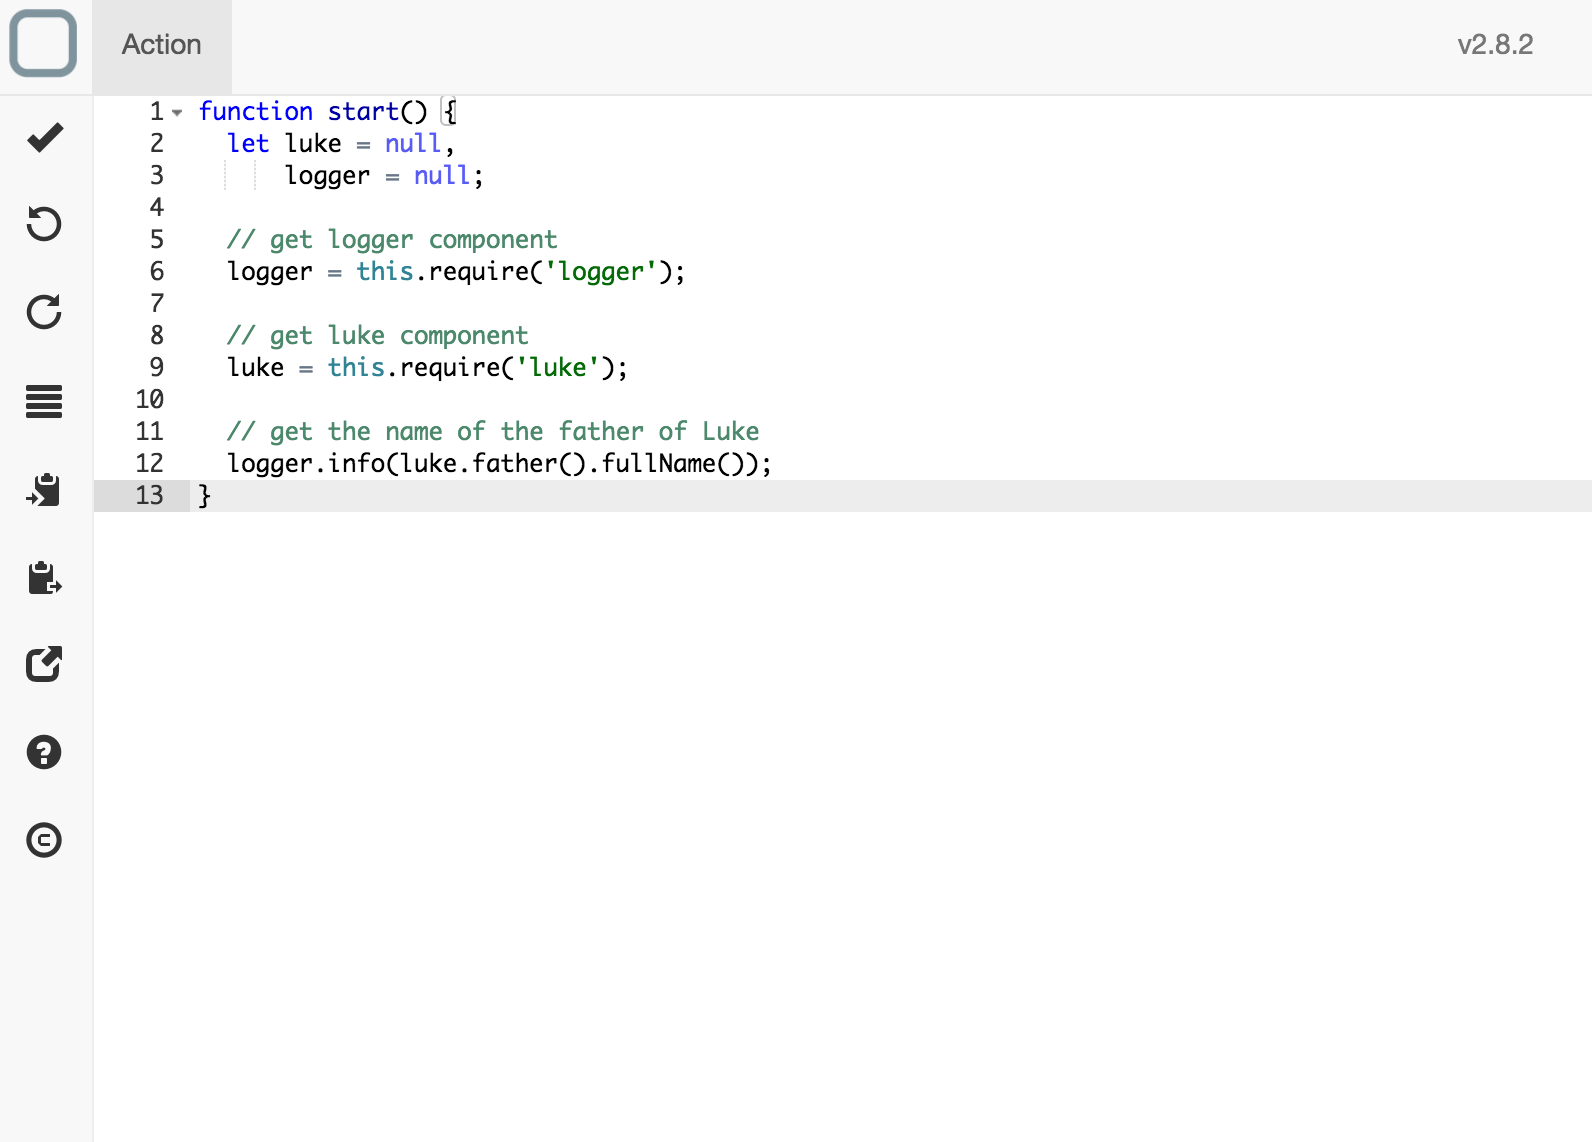 Action
v2.8.2
1 function start() {
2   let luke = null,
3       logger = null;
4
5   // get logger component
6   logger = this.require('logger');
7
8   // get luke component
9   luke = this.require('luke');
10
11   // get the name of the father of Luke
12   logger.info(luke.father().fullName());
13 }